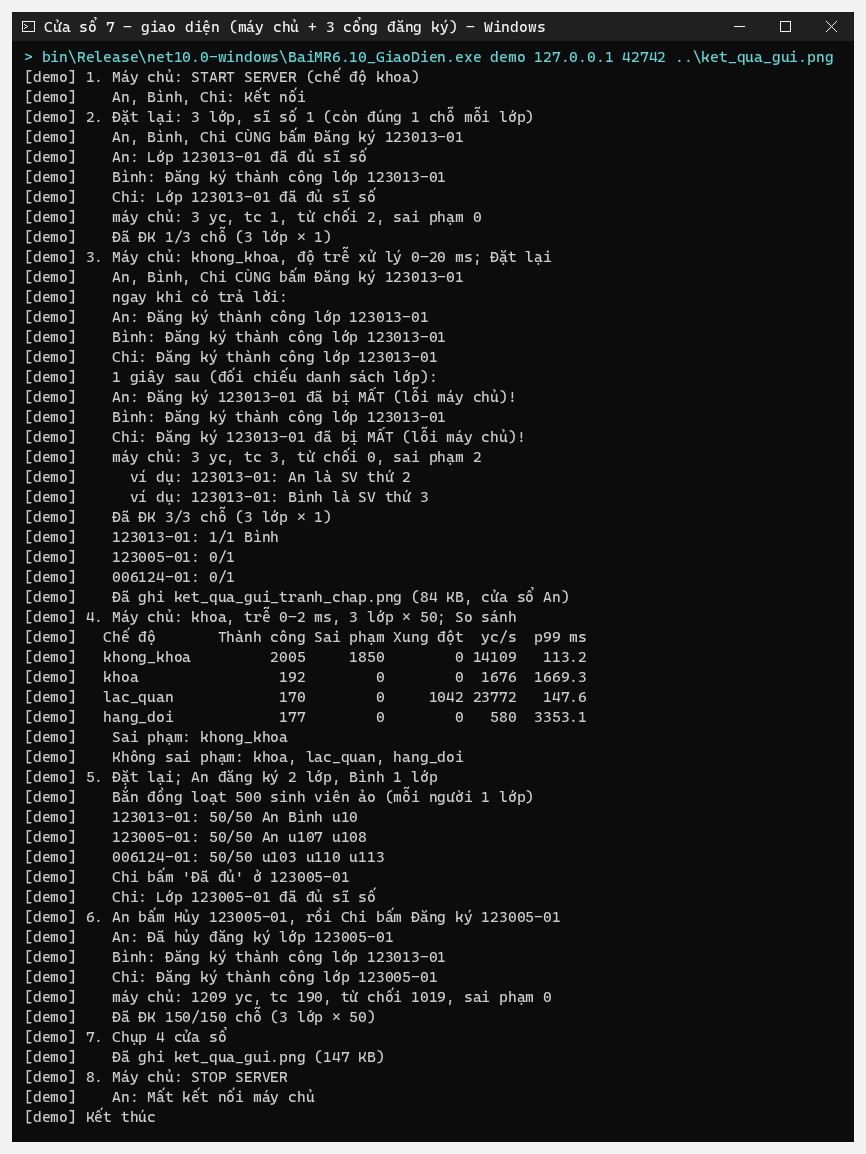 Cửa sổ 7 - giao diện (máy chủ + 3 cổng đăng ký) - Windows
> bin\Release\net10.0-windows\BaiMR6.10_GiaoDien.exe demo 127.0.0.1 42742 ..\ket_qua_gui.png
[demo] 1. Máy chủ: START SERVER (chế độ khoa)
[demo]    An, Bình, Chi: Kết nối
[demo] 2. Đặt lại: 3 lớp, sĩ số 1 (còn đúng 1 chỗ mỗi lớp)
[demo]    An, Bình, Chi CÙNG bấm Đăng ký 123013-01
[demo]    An: Lớp 123013-01 đã đủ sĩ số
[demo]    Bình: Đăng ký thành công lớp 123013-01
[demo]    Chi: Lớp 123013-01 đã đủ sĩ số
[demo]    máy chủ: 3 yc, tc 1, từ chối 2, sai phạm 0
[demo]    Đã ĐK 1/3 chỗ (3 lớp × 1)
[demo] 3. Máy chủ: khong_khoa, độ trễ xử lý 0-20 ms; Đặt lại
[demo]    An, Bình, Chi CÙNG bấm Đăng ký 123013-01
[demo]    ngay khi có trả lời:
[demo]    An: Đăng ký thành công lớp 123013-01
[demo]    Bình: Đăng ký thành công lớp 123013-01
[demo]    Chi: Đăng ký thành công lớp 123013-01
[demo]    1 giây sau (đối chiếu danh sách lớp):
[demo]    An: Đăng ký 123013-01 đã bị MẤT (lỗi máy chủ)!
[demo]    Bình: Đăng ký thành công lớp 123013-01
[demo]    Chi: Đăng ký 123013-01 đã bị MẤT (lỗi máy chủ)!
[demo]    máy chủ: 3 yc, tc 3, từ chối 0, sai phạm 2
[demo]      ví dụ: 123013-01: An là SV thứ 2
[demo]      ví dụ: 123013-01: Bình là SV thứ 3
[demo]    Đã ĐK 3/3 chỗ (3 lớp × 1)
[demo]    123013-01: 1/1 Bình
[demo]    123005-01: 0/1
[demo]    006124-01: 0/1
[demo]    Đã ghi ket_qua_gui_tranh_chap.png (84 KB, cửa sổ An)
[demo] 4. Máy chủ: khoa, trễ 0-2 ms, 3 lớp × 50; So sánh
[demo]   Chế độ       Thành công Sai phạm Xung đột  yc/s  p99 ms
[demo]   khong_khoa         2005     1850        0 14109   113.2
[demo]   khoa                192        0        0  1676  1669.3
[demo]   lac_quan            170        0     1042 23772   147.6
[demo]   hang_doi            177        0        0   580  3353.1
[demo]    Sai phạm: khong_khoa
[demo]    Không sai phạm: khoa, lac_quan, hang_doi
[demo] 5. Đặt lại; An đăng ký 2 lớp, Bình 1 lớp
[demo]    Bắn đồng loạt 500 sinh viên ảo (mỗi người 1 lớp)
[demo]    123013-01: 50/50 An Bình u10
[demo]    123005-01: 50/50 An u107 u108
[demo]    006124-01: 50/50 u103 u110 u113
[demo]    Chi bấm 'Đã đủ' ở 123005-01
[demo]    Chi: Lớp 123005-01 đã đủ sĩ số
[demo] 6. An bấm Hủy 123005-01, rồi Chi bấm Đăng ký 123005-01
[demo]    An: Đã hủy đăng ký lớp 123005-01
[demo]    Bình: Đăng ký thành công lớp 123013-01
[demo]    Chi: Đăng ký thành công lớp 123005-01
[demo]    máy chủ: 1209 yc, tc 190, từ chối 1019, sai phạm 0
[demo]    Đã ĐK 150/150 chỗ (3 lớp × 50)
[demo] 7. Chụp 4 cửa sổ
[demo]    Đã ghi ket_qua_gui.png (147 KB)
[demo] 8. Máy chủ: STOP SERVER
[demo]    An: Mất kết nối máy chủ
[demo] Kết thúc